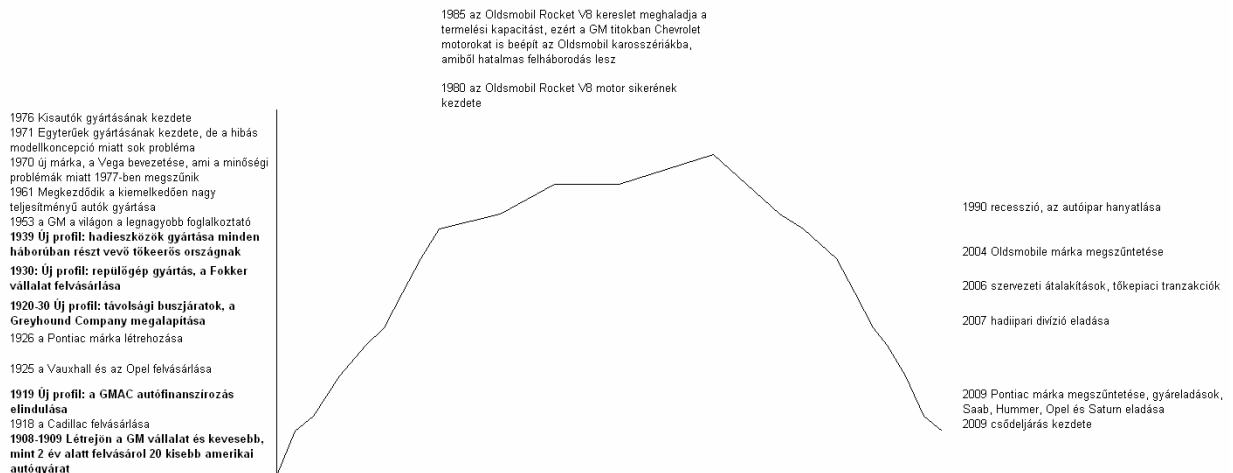 1985 az Oldsmobil Rocket V8 kereslet meghaladja a
termelési kapacitást, ezért a GM titokban Chevrolet
motorokat is beépít az Oldsmobil karosszériákba,
amiből hatalmas felháborodás lesz
1980 az Oldsmobil Rocket V8 motor sikerének
kezdete
1976 Kisautók gyártásának kezdete
1971 Egyterűek gyártásának kezdete, de a hibás
modellkoncepció miatt sok probléma
1970 új márka, a Vega bevezetése, ami a minőségi
problémák miatt 1977-ben megszűnik
1961 Megkezdődik a kiemelkedően nagy
teljesítményű autók gyártása
1953 a GM a világon a legnagyobb foglalkoztató
1939 Új profil: hadieszközök gyártása minden
háborúban részt vevő tőkeerős országnak
1930: Új profil: repülőgép gyártás, a Fokker
vállalat felvásárlása
1920-30 Új profil: távolsági buszjáratok, a
Greyhound Company megalapítása
1926 a Pontiac márka létrehozása
1925 a Vauxhall és az Opel felvásárlása
1919 Új profil: a GMAC autófinanszírozás
elindulása
1918 a Cadillac felvásárlása
1908-1909 Létrejön a GM vállalat és kevesebb,
mint 2 év alatt felvásárol 20 kisebb amerikai
autógyárat
1990 recesszió, az autóipar hanyatlása
2004 Oldsmobile márka megszűntetése
2006 szervezeti átalakítások, tőkepiaci tranzakciók
2007 hadiipari divízió eladása
2009 Pontiac márka megszűntetése, gyáreladások,
Saab, Hummer, Opel és Saturn eladása
2009 csődeljárás kezdete